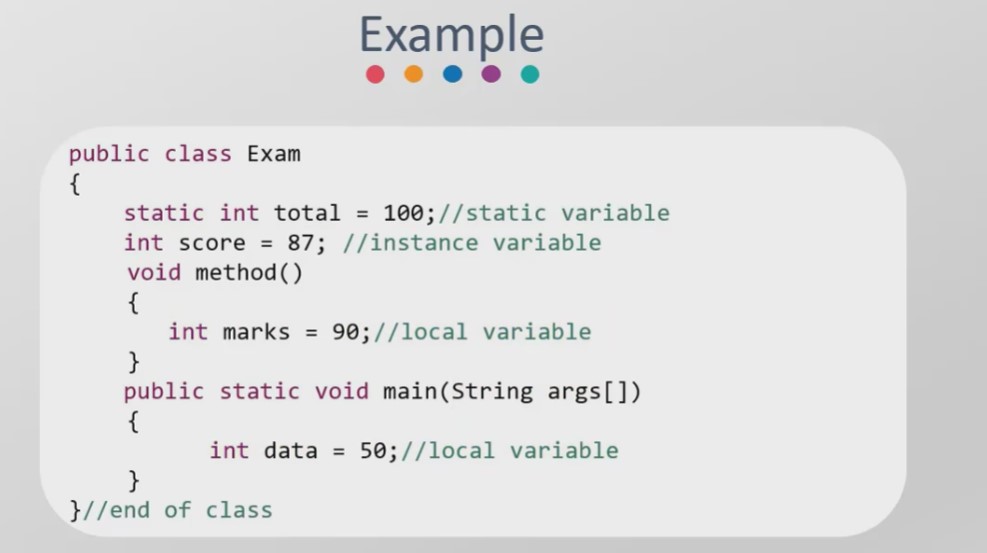 Example
public class Exam
{
static int total = 100;//static variable
int score = 87; //instance variable
void method()
{
int marks = 90;//local variable
}
public static void main(String args[])
{
int data = 50;//local variable
}
}//end of class